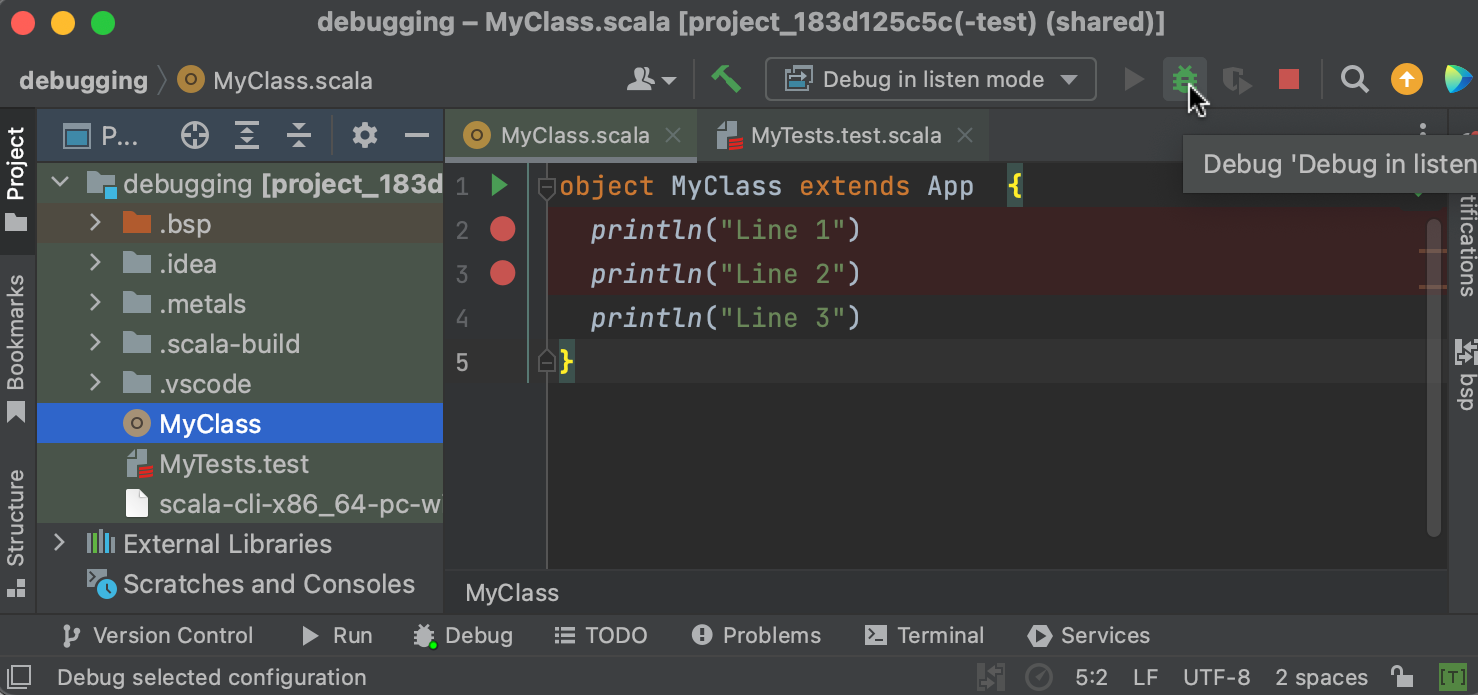 debugging – MyClass.scala [project_183d125c5c(-test) (shared)]
debugging MyClass.scala Debug in listen mode
Project
Bookmarks
Structure
P...
debugging [project_183d
.bsp
.idea
.metals
.scala-build
.vscode
MyClass
MyTests.test
scala-cli-x86_64-pc-w
External Libraries
Scratches and Consoles
MyClass.scala MyTests.test.scala
Debug 'Debug in listen
1 object MyClass extends App {
2 println("Line 1")
3 println("Line 2")
4 println("Line 3")
5 }
MyClass
tifications
bsp
Version Control Run Debug TODO Problems Terminal Services
Debug selected configuration 5:2 LF UTF-8 2 spaces [T]